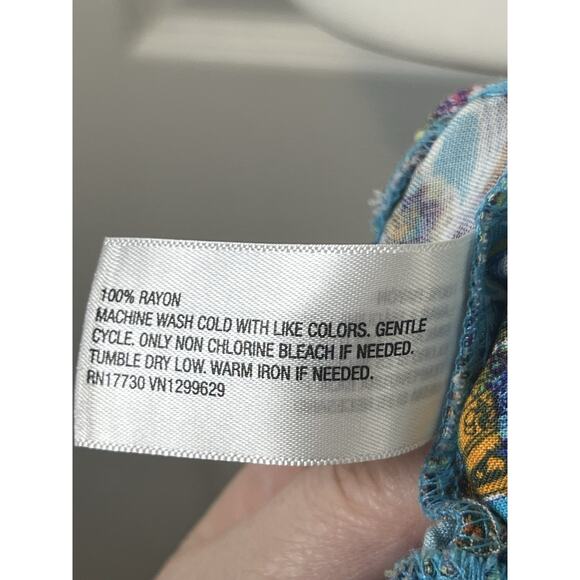 100% RAYON
MACHINE WASH COLD WITH LIKE COLORS. GENTLE
CYCLE. ONLY NON CHLORINE BLEACH IF NEEDED.
TUMBLE DRY LOW. WARM IRON IF NEEDED.
RN17730 VN1299629